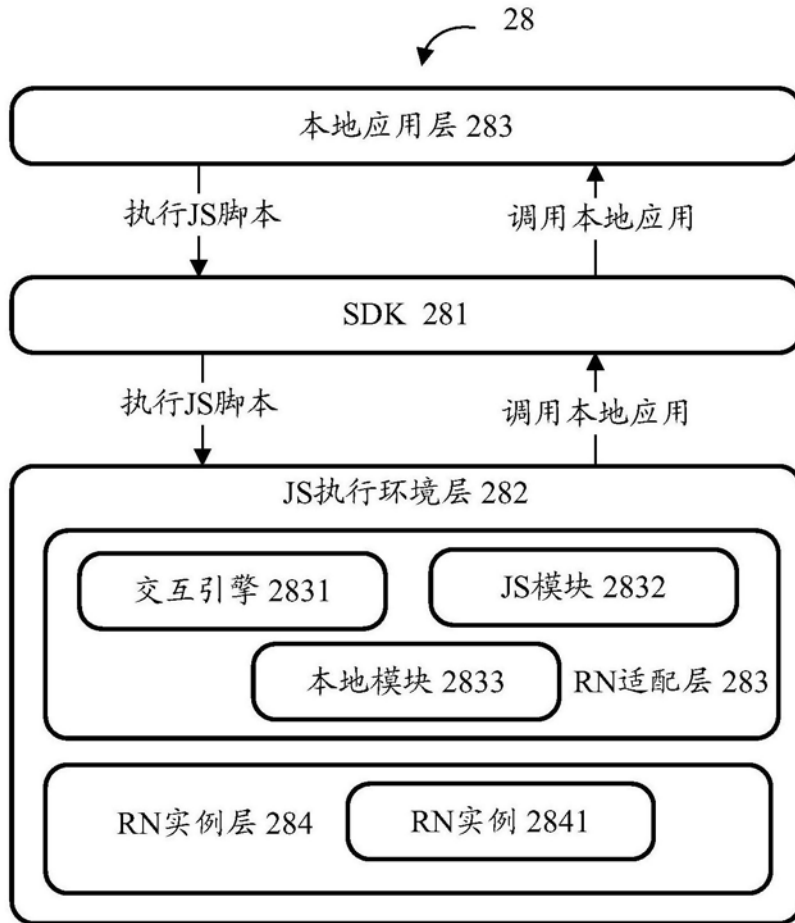 28
本地应用层 283
执行JS脚本
调用本地应用
SDK 281
执行JS脚本
调用本地应用
JS执行环境层 282
交互引擎 2831
JS模块 2832
本地模块 2833
RN适配层 283
RN实例层 284
RN实例 2841